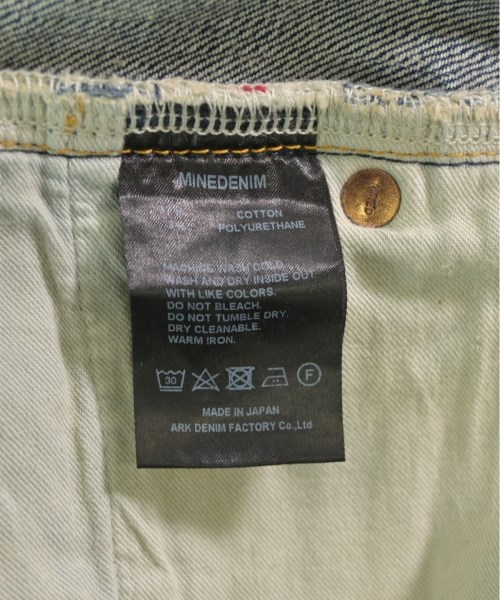 MINEDENIM
COTTON
POLYURETHANE
MACHINE WASH COLD
WASH AND DRY INSIDE OUT
WITH LIKE COLORS.
DO NOT BLEACH.
DO NOT TUMBLE DRY.
DRY CLEANABLE.
WARM IRON.
30
F
MADE IN JAPAN
ARK DENIM FACTORY Co.,Ltd